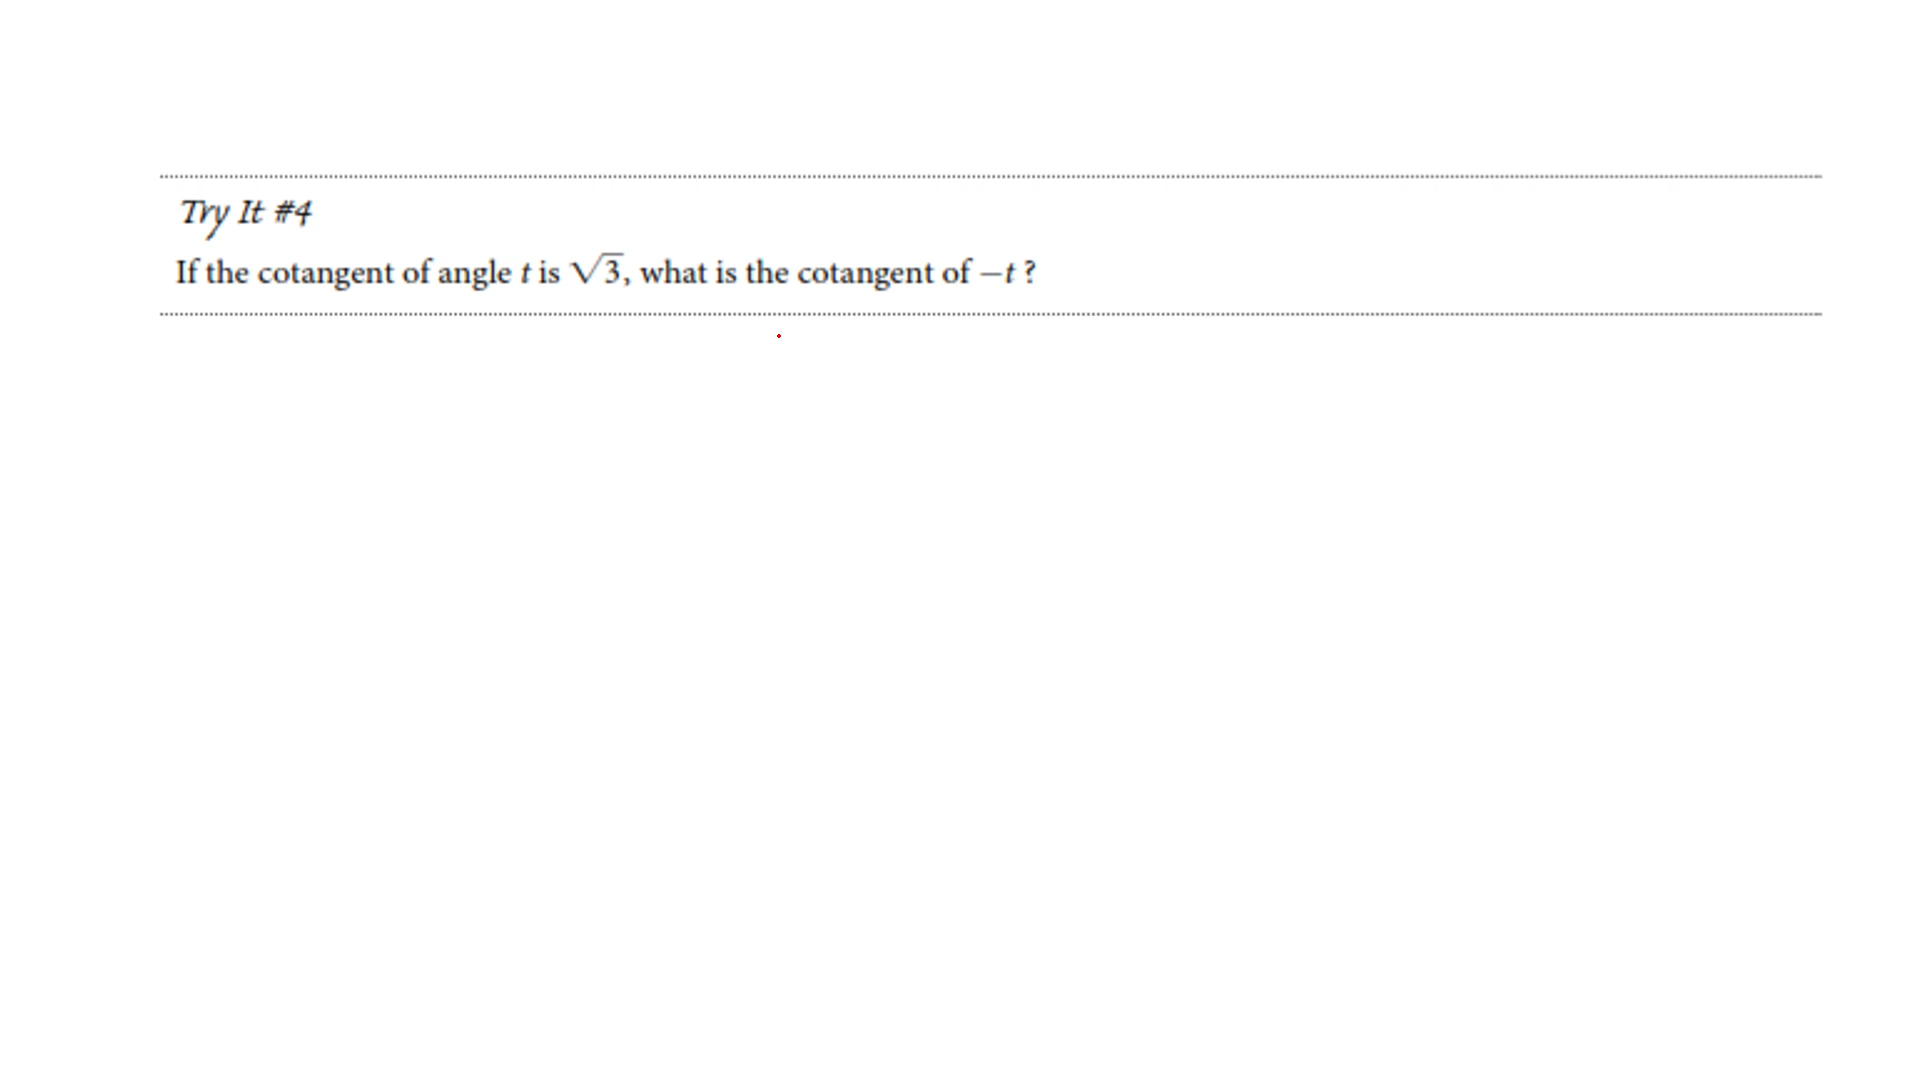 Try It #4
If the cotangent of angle t is √3, what is the cotangent of −t ?